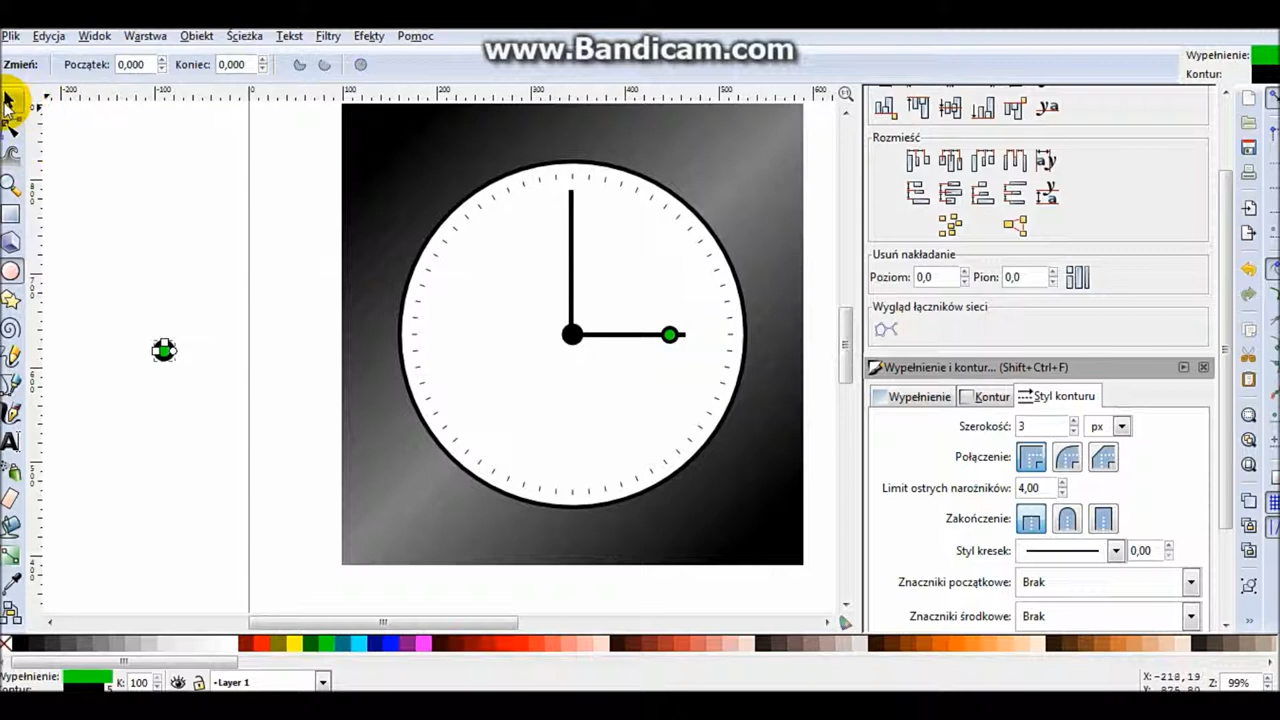 www.Bandicam.com
Plik Edycja Widok Warstwa Obiekt Ścieżka Tekst Filtry Efekty Pomoc
Zmień: Początek: 0,000 Koniec: 0,000
Wypełnienie:
Kontur:
Rozmieść
Usuń nakładanie
Poziom: 0,0 Pion: 0,0
Wygląd łączników sieci
Wypełnienie i kontur... (Shift+Ctrl+F)
Wypełnienie Kontur Styl konturu
Szerokość: 3 px
Połączenie:
Limit ostrych narożników: 4,00
Zakończenie:
Styl kresek: 0,00
Znaczniki początkowe: Brak
Znaczniki środkowe: Brak
Wypełnienie: K: 100 -Layer 1
X: -218,19 Z: 99%